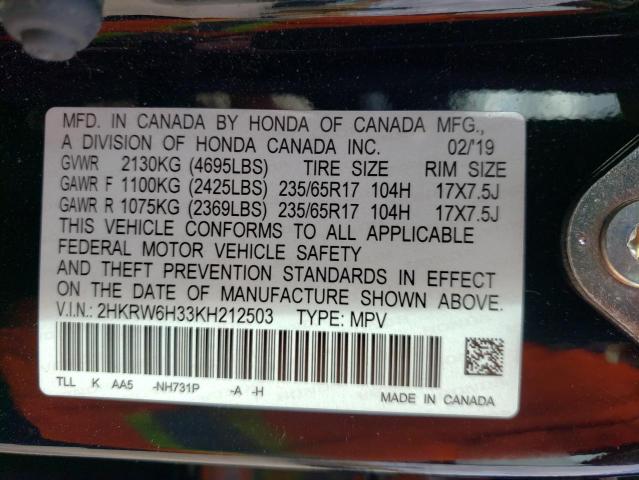 MFD. IN CANADA BY HONDA OF CANADA MFG.,
A DIVISION OF HONDA CANADA INC. 02/'19
GVWR 2130KG (4695LBS) TIRE SIZE RIM SIZE
GAWR F 1100KG (2425LBS) 235/65R17 104H 17X7.5J
GAWR R 1075KG (2369LBS) 235/65R17 104H 17X7.5J
THIS VEHICLE CONFORMS TO ALL APPLICABLE
FEDERAL MOTOR VEHICLE SAFETY
AND THEFT PREVENTION STANDARDS IN EFFECT
ON THE DATE OF MANUFACTURE SHOWN ABOVE.
V.I.N.: 2HKRW6H33KH212503 TYPE: MPV
TLL K AA5 -NH731P -A -H
MADE IN CANADA